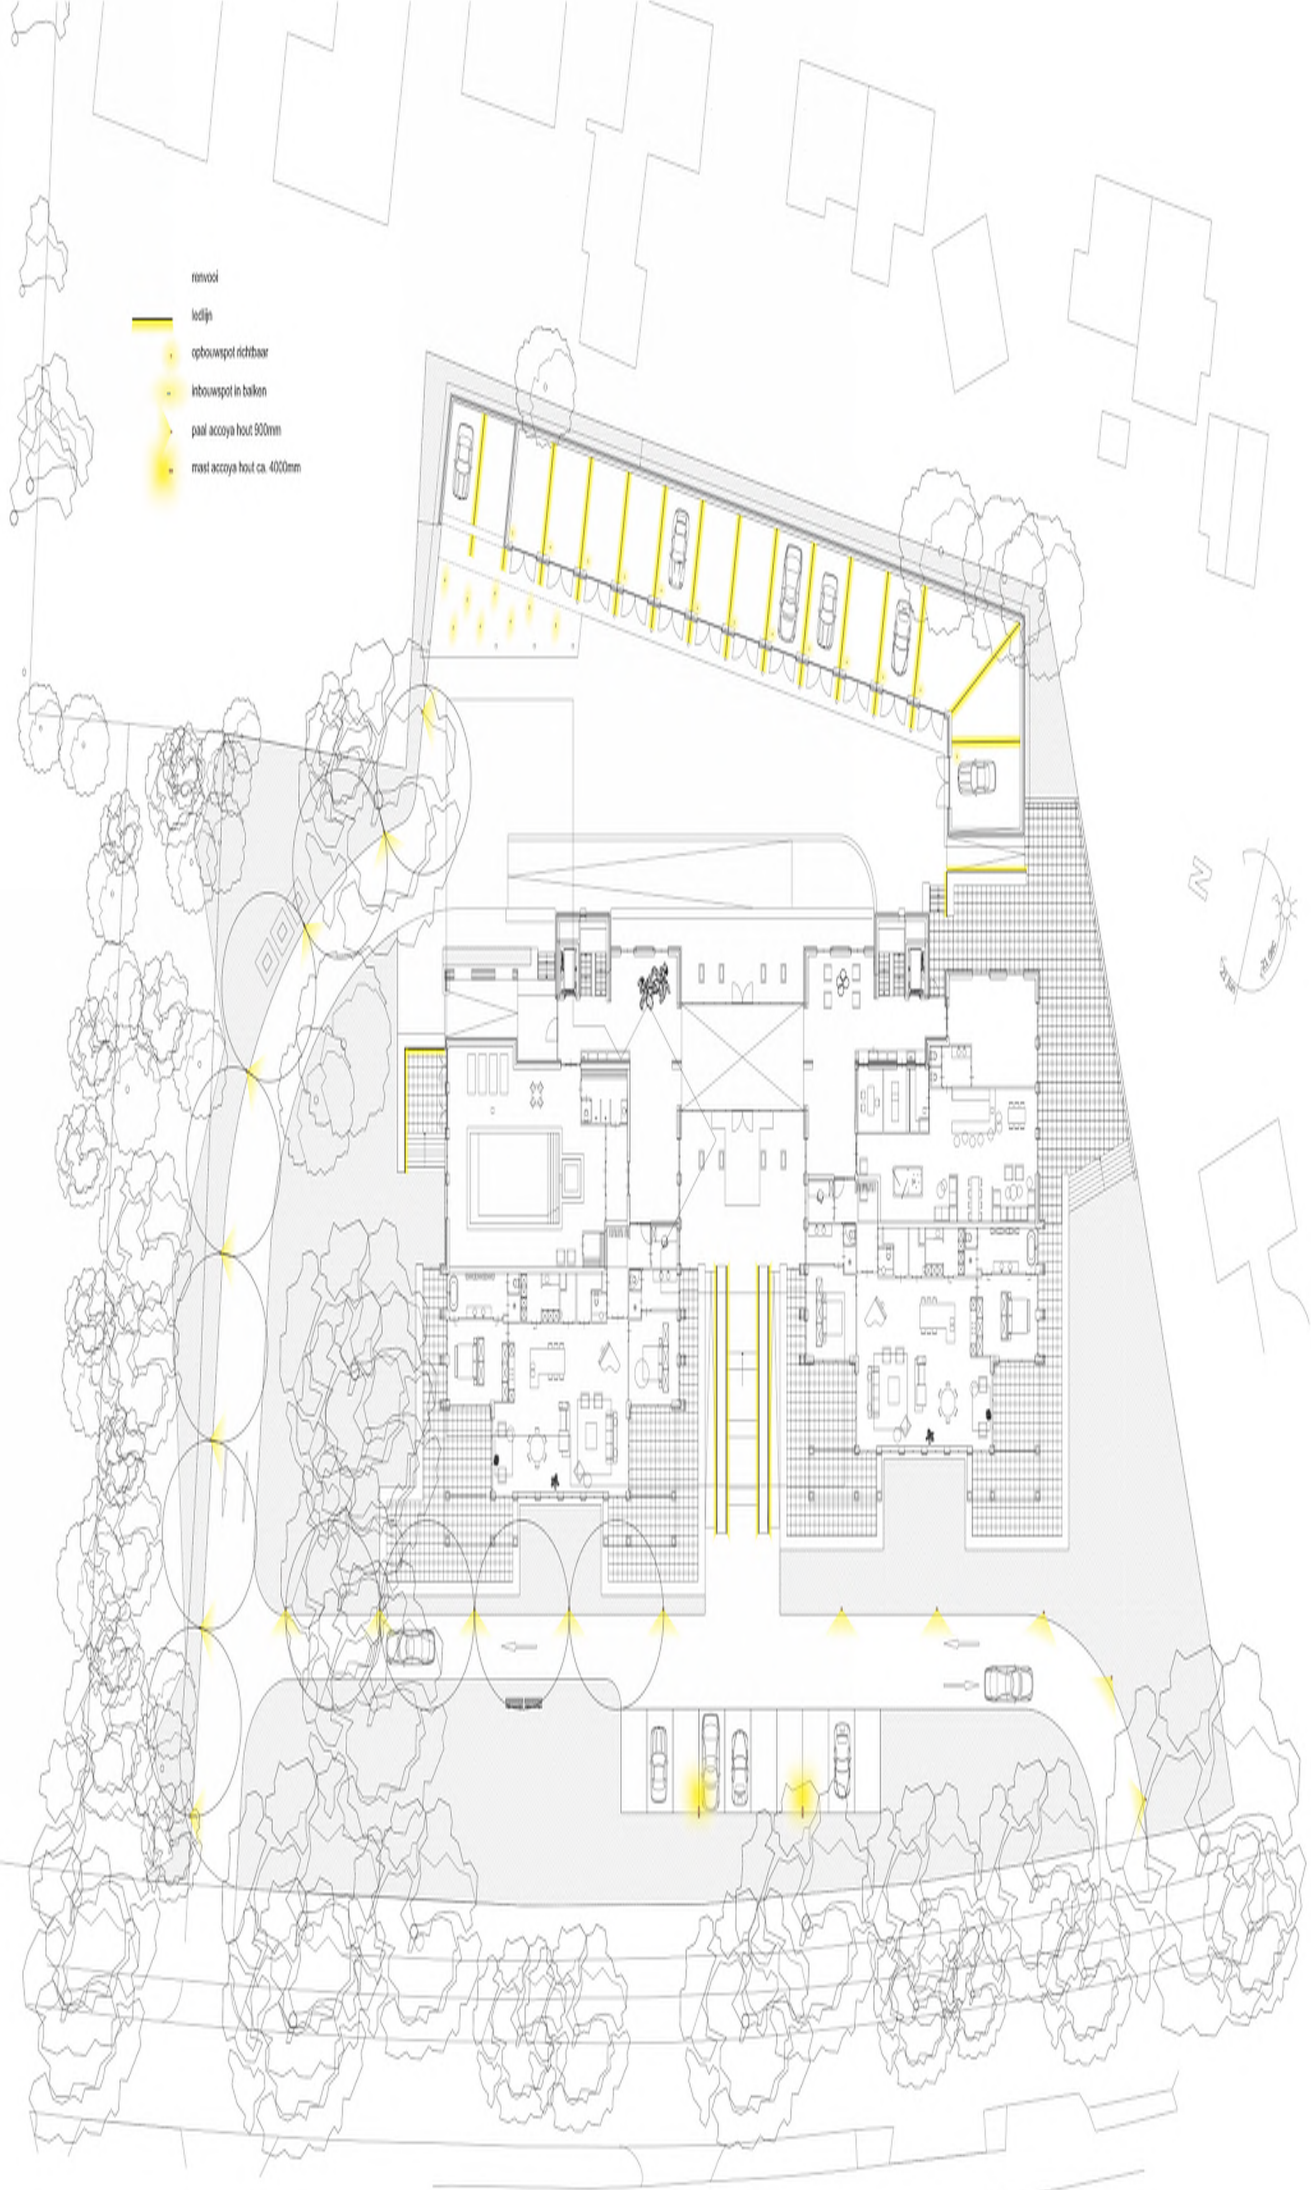 renvooi
ledlijn
opbouwspot richtbaar
inbouwspot in balken
paal accoya hout 900mm
mast accoya hout ca. 4000mm
N